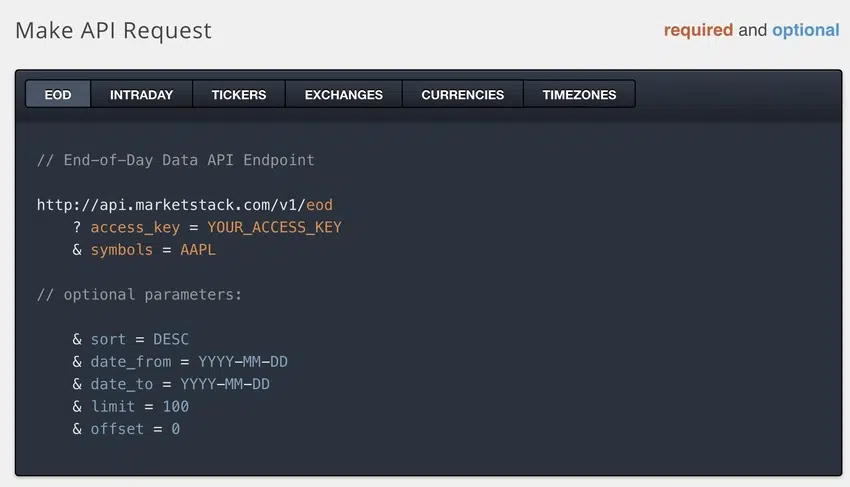 Make API Request
required and optional
EOD INTRADAY TICKERS EXCHANGES CURRENCIES TIMEZONES
// End-of-Day Data API Endpoint
http://api.marketstack.com/v1/eod
? access_key = YOUR_ACCESS_KEY
& symbols = AAPL
// optional parameters:
& sort = DESC
& date_from = YYYY-MM-DD
& date_to = YYYY-MM-DD
& limit = 100
& offset = 0